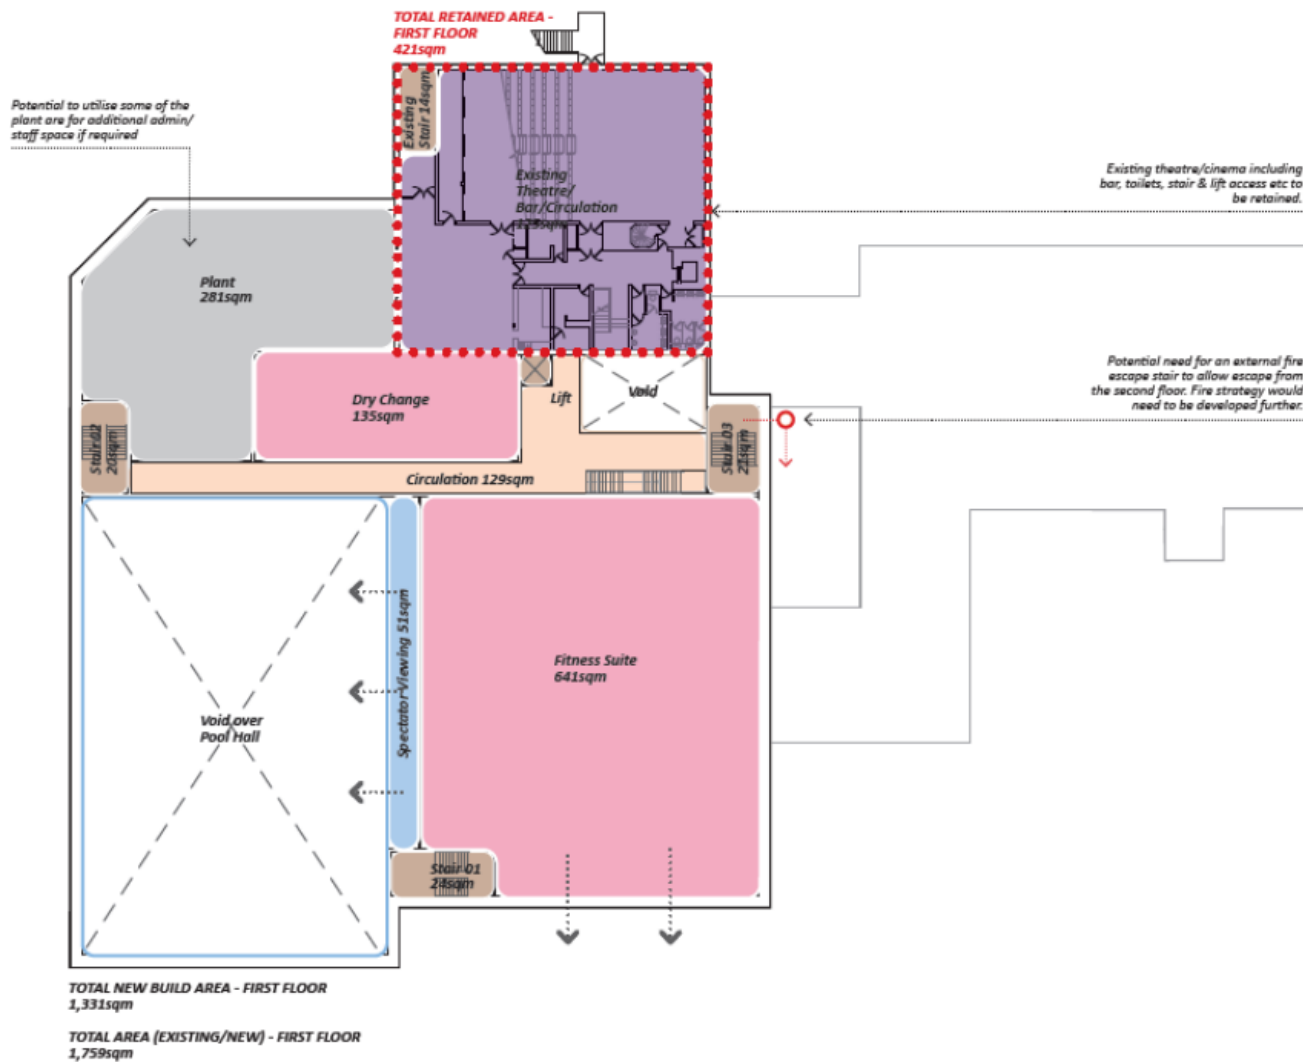 TOTAL RETAINED AREA -
FIRST FLOOR
421sqm
Potential to utilise some of the
plant are for additional admin/
staff space if required
Existing
Stair 14sqm
Existing
Theatre/
Bar/Circulation
Existing theatre/cinema including
bar, toilets, stair & lift access etc to
be retained.
Plant
281sqm
Potential need for an external fire
escape stair to allow escape from
the second floor. Fire strategy would
need to be developed further.
Dry Change
135sqm
Lift
Void
Stair 02
20sqm
Stair 03
21sqm
Circulation 129sqm
Spectator Viewing 51sqm
Fitness Suite
641sqm
Void over
Pool Hall
Stair 01
24sqm
TOTAL NEW BUILD AREA - FIRST FLOOR
1,331sqm
TOTAL AREA (EXISTING/NEW) - FIRST FLOOR
1,759sqm